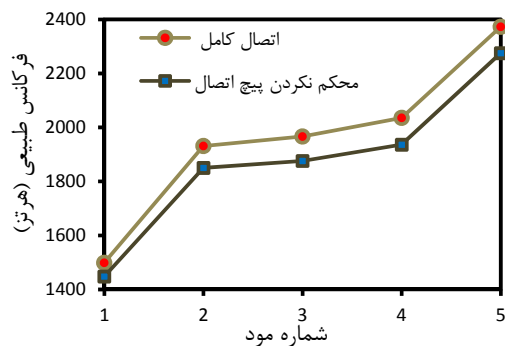 2400
2200
2000
1800
1600
1400
فرکانس طبیعی (هرتز)
اتصال کامل
محکم نکردن پیچ اتصال
1 2 3 4 5
شماره مود